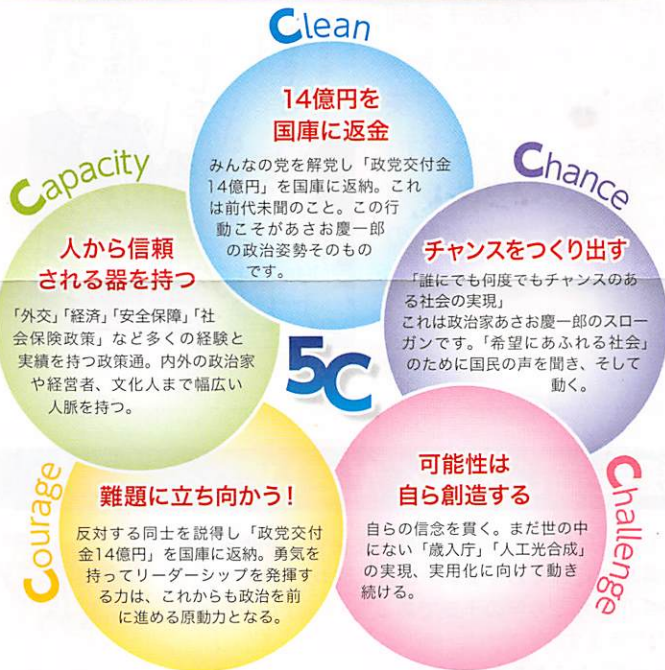 Clean
14億円を
国庫に返金
みんなの党を解党し「政党交付金
14億円」を国庫に返納。これ
は前代未聞のこと。この行
動こそがあさお慶一郎
の政治姿勢そのもの
です。
Chance
チャンスをつくり出す
「誰にでも何度でもチャンスのあ
る社会の実現」
これは政治家あさお慶一郎のスロー
ガンです。「希望にあふれる社会」
のために国民の声を聞き、そして
動く。
Challenge
可能性は
自ら創造する
自らの信念を貫く。まだ世の中
にない「歳入庁」「人工光合成」
の実現、実用化に向けて動き
続ける。
Courage
難題に立ち向かう！
反対する同士を説得し「政党交付
金14億円」を国庫に返納。勇気を
持ってリーダーシップを発揮す
る力は、これからも政治を前
に進める原動力となる。
Capacity
人から信頼
される器を持つ
「外交」「経済」「安全保障」「社
会保険政策」など多くの経験と
実績を持つ政策通。内外の政治家
や経営者、文化人まで幅広い
人脈を持つ。
5C